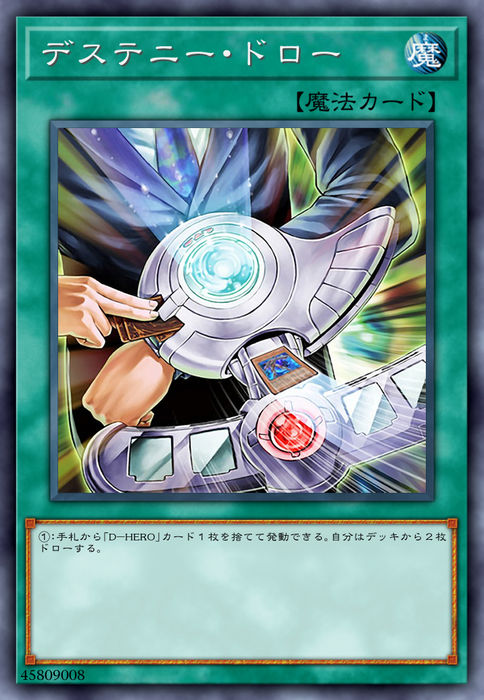 デステニー・ドロー
魔
【魔法カード】
①:手札から「D-HERO」カード1枚を捨てて発動できる。自分はデッキから2枚
ドローする。
45809008